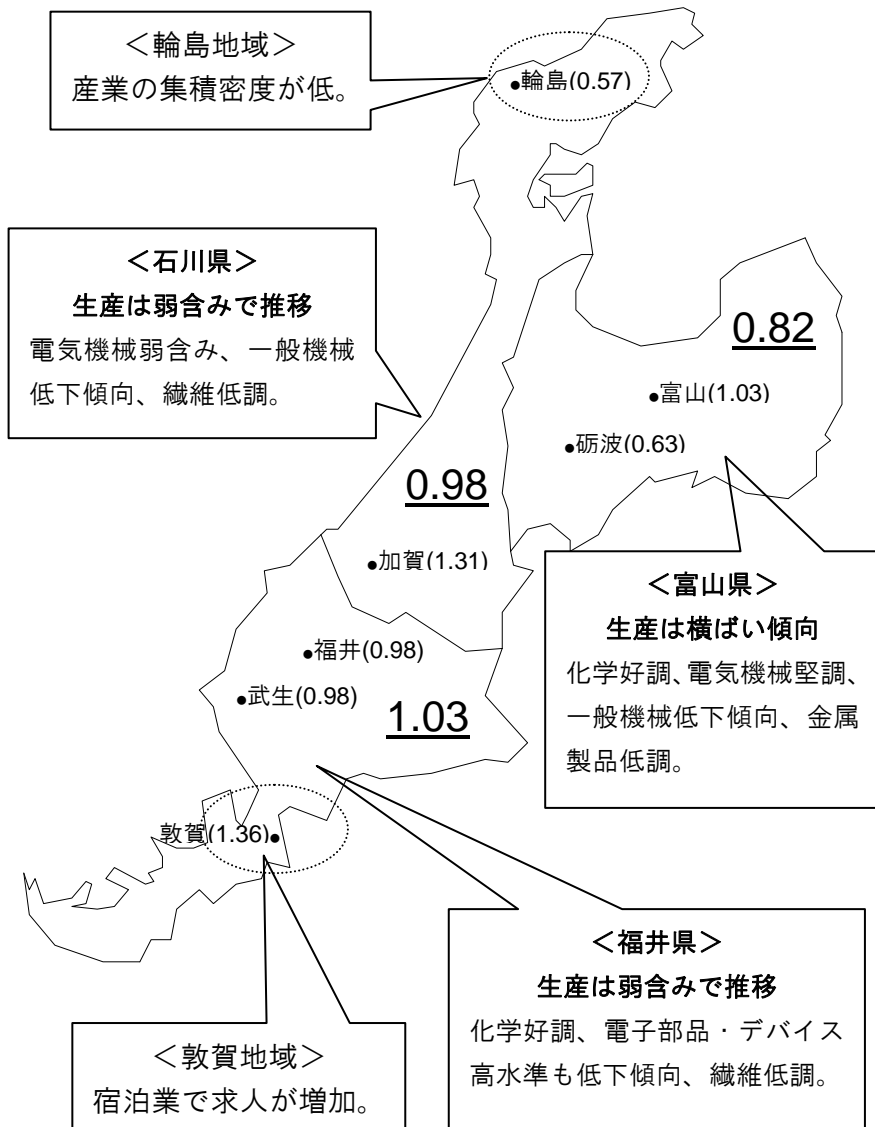 ＜輪島地域＞
産業の集積密度が低。
●輪島(0.57)
＜石川県＞
生産は弱含みで推移
電気機械弱含み、一般機械
低下傾向、繊維低調。
0.82
●富山(1.03)
●砺波(0.63)
0.98
●加賀(1.31)
＜富山県＞
生産は横ばい傾向
化学好調、電気機械堅調、
一般機械低下傾向、金属
製品低調。
●福井(0.98)
●武生(0.98)
1.03
敦賀(1.36)●
＜福井県＞
生産は弱含みで推移
化学好調、電子部品・デバイス
高水準も低下傾向、繊維低調。
＜敦賀地域＞
宿泊業で求人が増加。